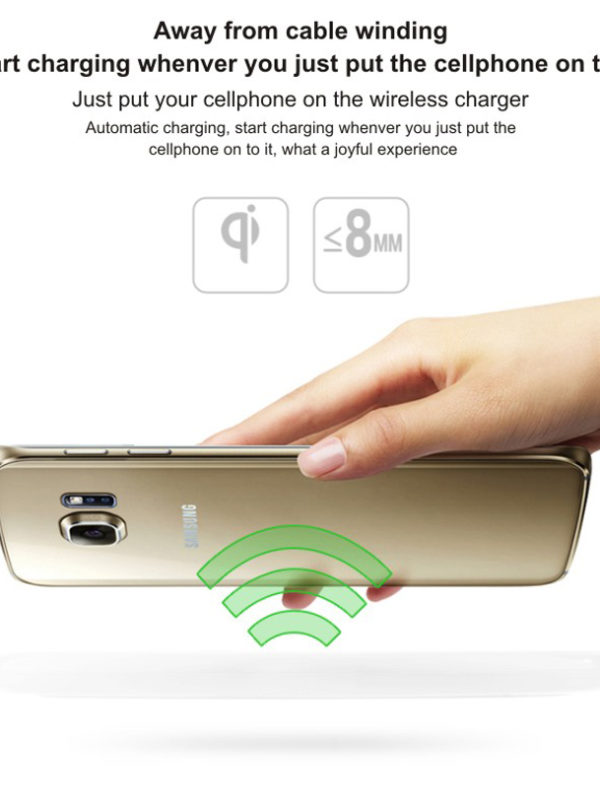 Away from cable winding
rt charging whenver you just put the cellphone on t
Just put your cellphone on the wireless charger
Automatic charging, start charging whenver you just put the
cellphone on to it, what a joyful experience
qi
≤8MM
SAMSUNG